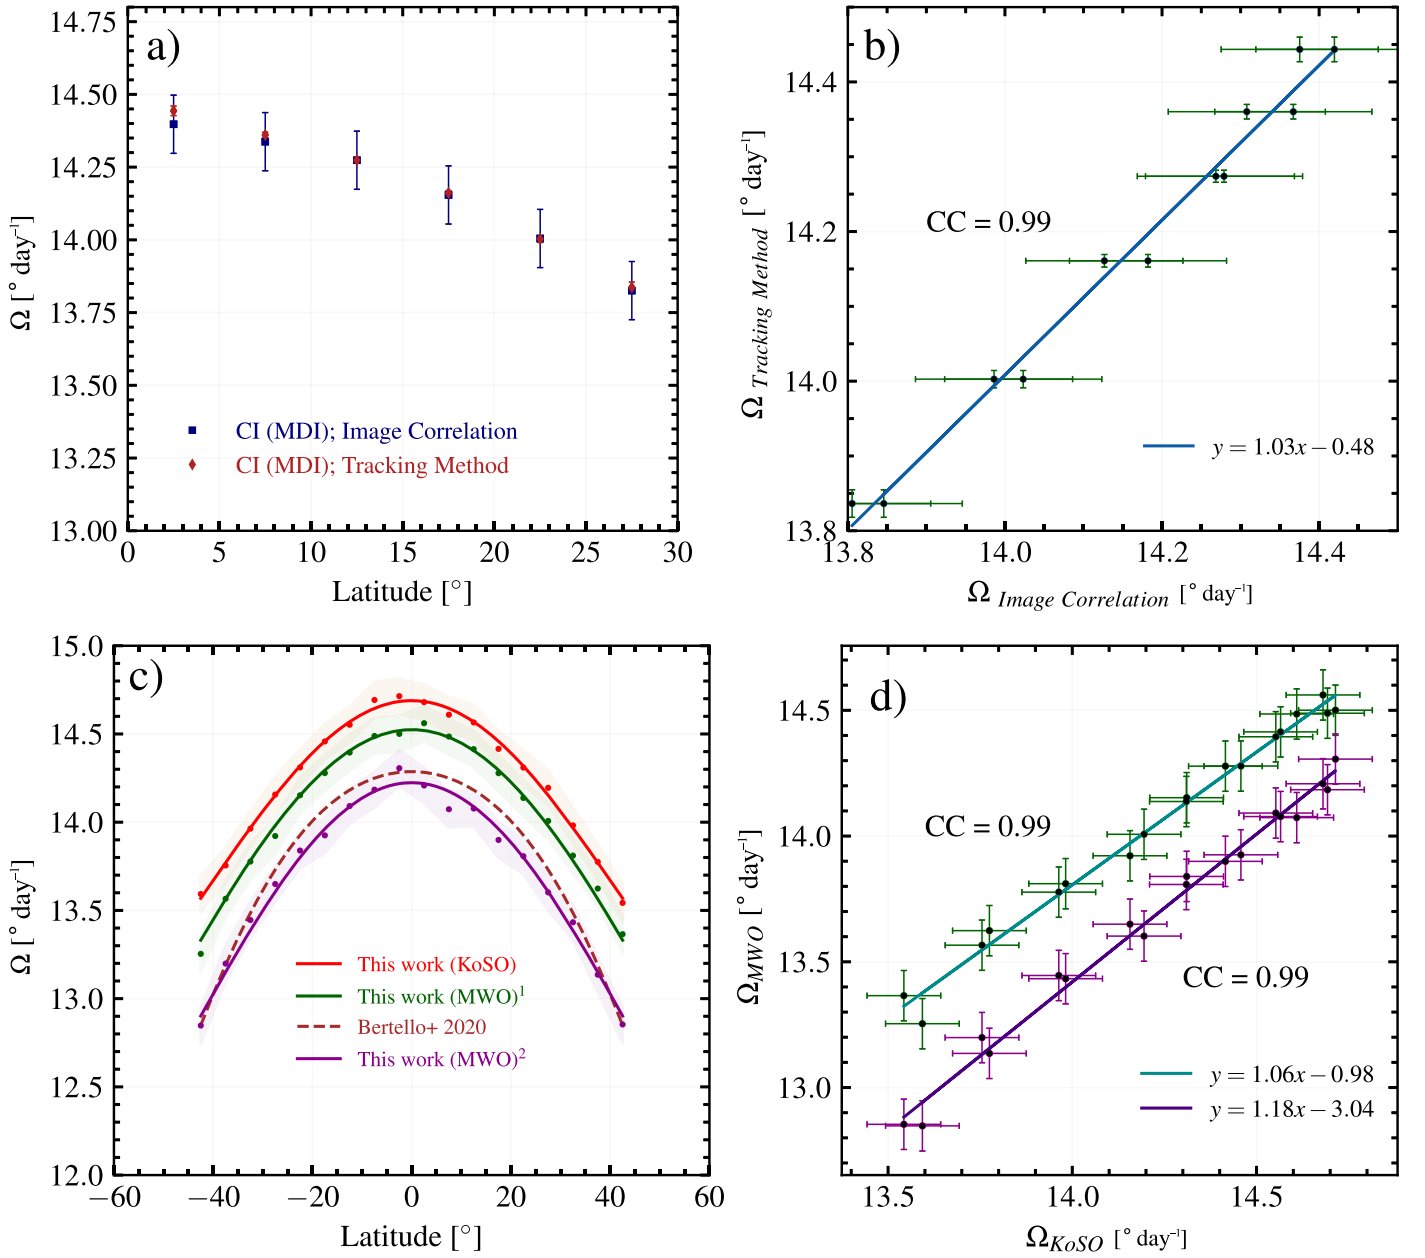 a)
14.75
14.50
14.25
14.00
13.75
13.50
13.25
13.00
Ω [° day⁻¹]
CI (MDI); Image Correlation
CI (MDI); Tracking Method
0 5 10 15 20 25 30
Latitude [°]
b)
14.4
14.2
14.0
13.8
Ω Tracking Method [° day⁻¹]
CC = 0.99
y = 1.03x − 0.48
13.8 14.0 14.2 14.4
Ω Image Correlation [° day⁻¹]
c)
15.0
14.5
14.0
13.5
13.0
12.5
12.0
Ω [° day⁻¹]
This work (KoSO)
This work (MWO)¹
Bertello+ 2020
This work (MWO)²
−60 −40 −20 0 20 40 60
Latitude [°]
d)
14.5
14.0
13.5
13.0
Ω_MWO [° day⁻¹]
CC = 0.99
CC = 0.99
y = 1.06x − 0.98
y = 1.18x − 3.04
13.5 14.0 14.5
Ω_KoSO [° day⁻¹]